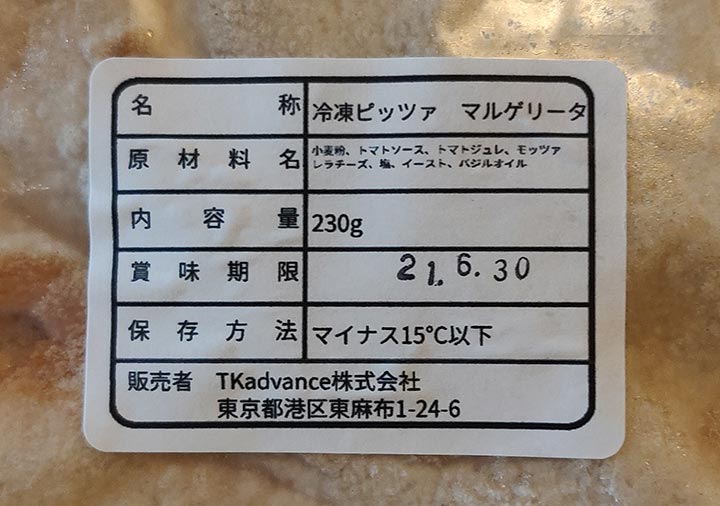 名称 冷凍ピッツァ マルゲリータ
原材料名 小麦粉、トマトソース、トマトジュレ、モッツァ
レラチーズ、塩、イースト、バジルオイル
内容量 230g
賞味期限 21.6.30
保存方法 マイナス15℃以下
販売者 TKadvance株式会社
東京都港区東麻布1-24-6